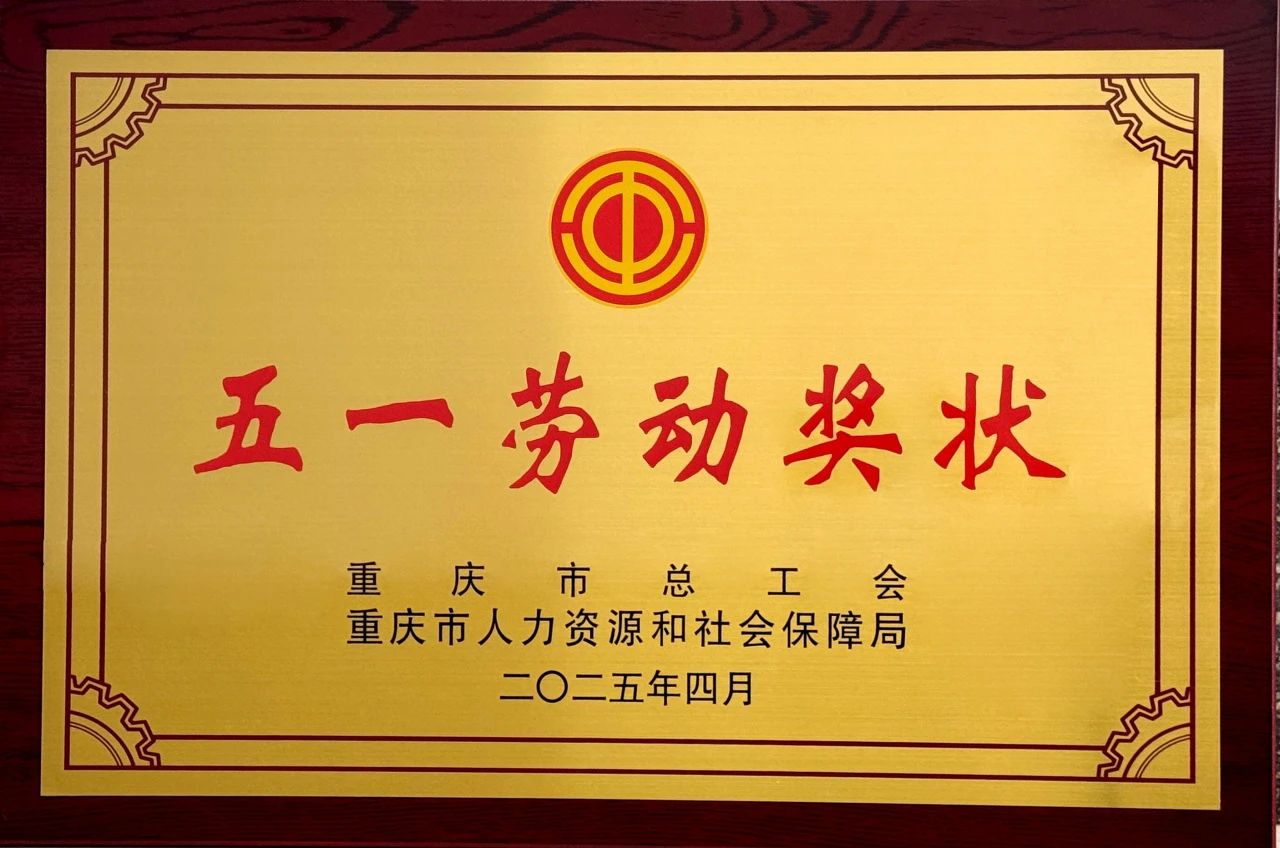 五一劳动奖状
重庆市总工会
重庆市人力资源和社会保障局
二〇二五年四月